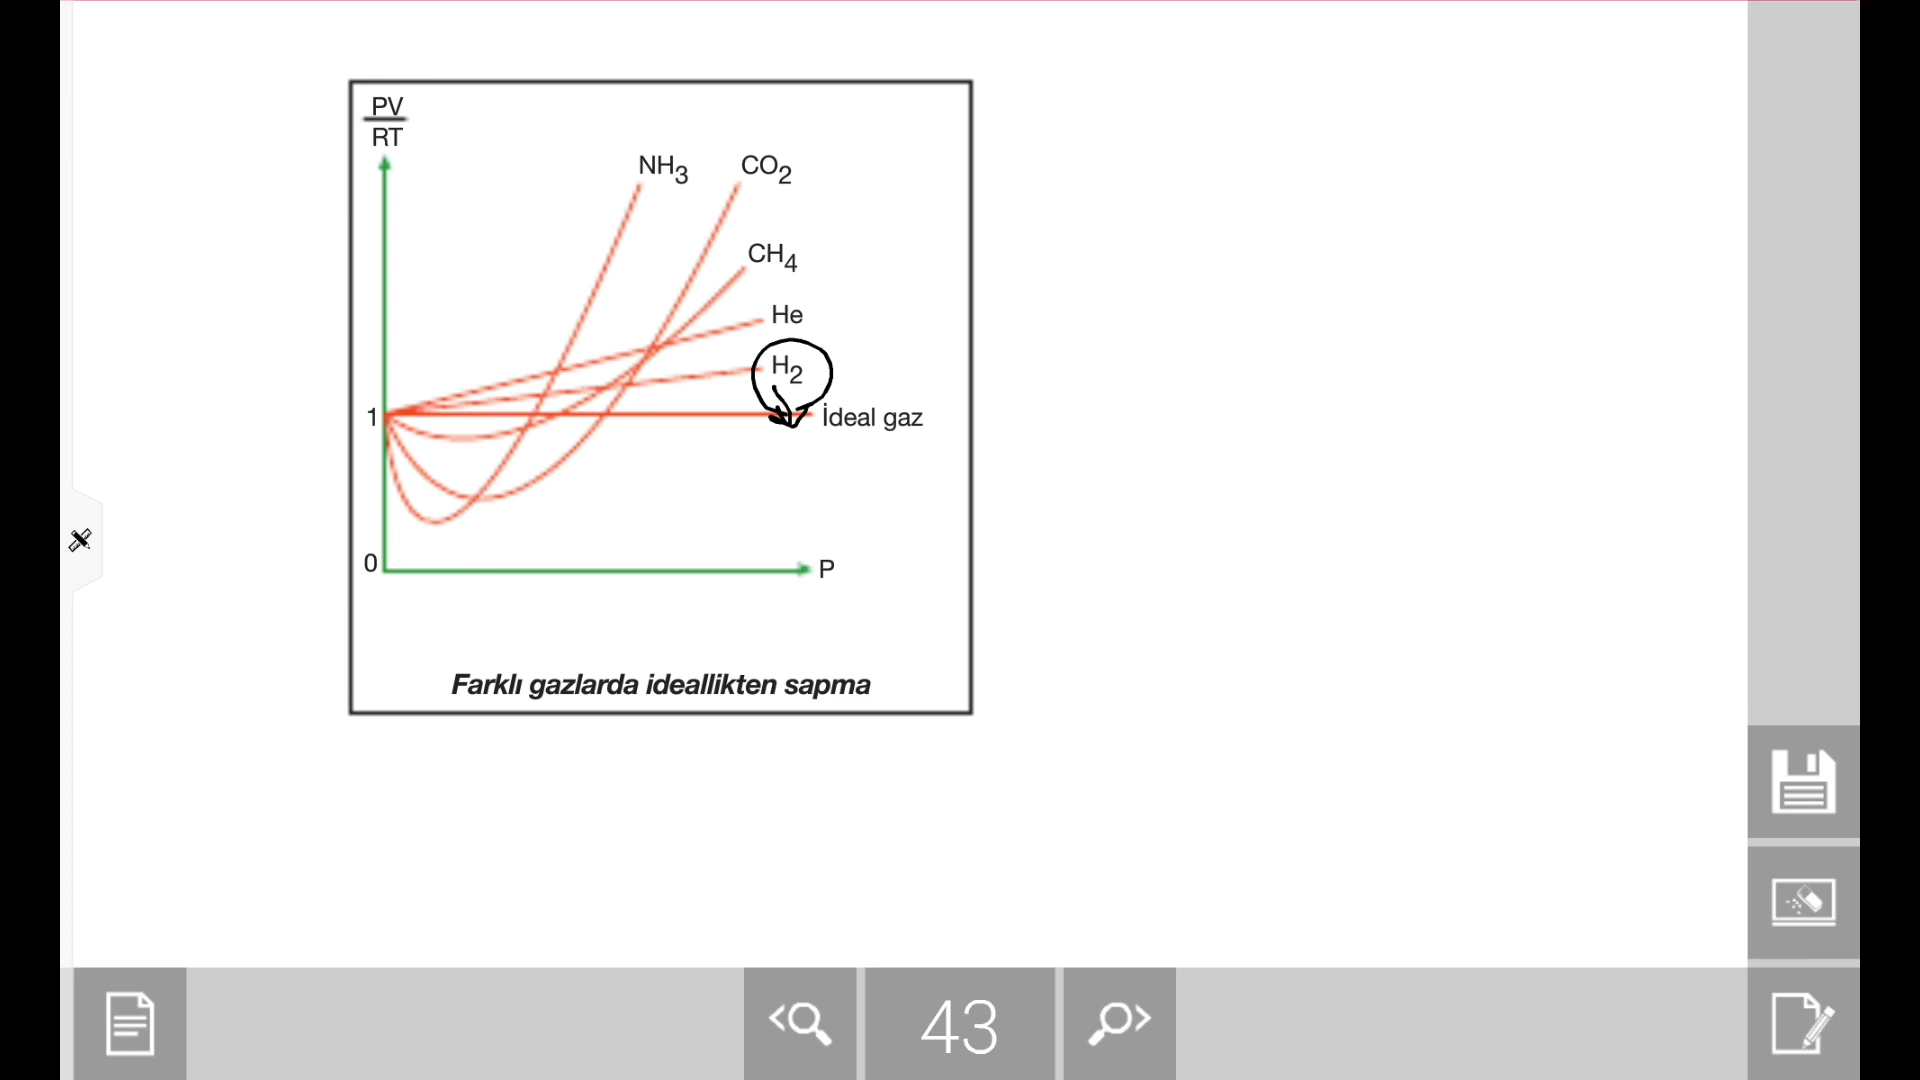 PV
RT
NH₃
CO₂
CH₄
He
H₂
1
İdeal gaz
0
P
Farklı gazlarda ideallikten sapma
43